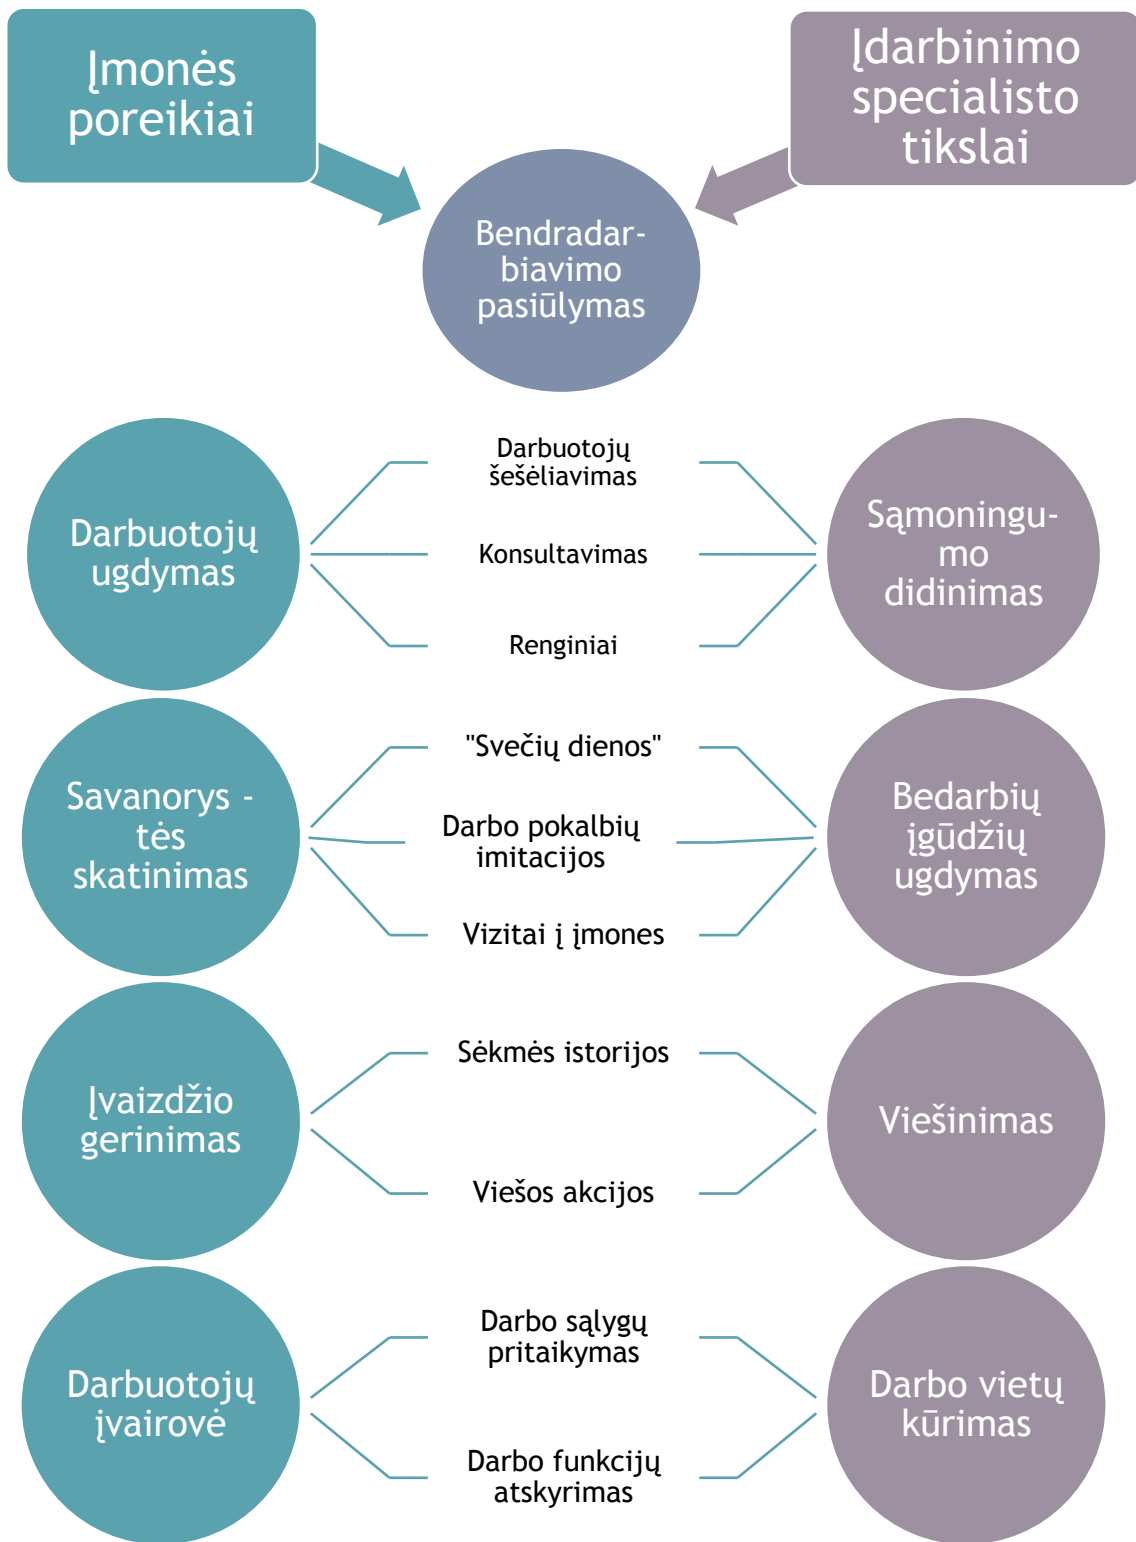 Įmonės
poreikiai
Įdarbinimo
specialisto
tikslai
Bendradar-
biavimo
pasiūlymas
Darbuotojų
ugdymas
Darbuotojų
šešėliavimas
Konsultavimas
Renginiai
Sąmoningu-
mo
didinimas
Savanorys -
tės
skatinimas
"Svečių dienos"
Darbo pokalbių
imitacijos
Vizitai į įmones
Bedarbių
įgūdžių
ugdymas
Įvaizdžio
gerinimas
Sėkmės istorijos
Viešos akcijos
Viešinimas
Darbuotojų
įvairovė
Darbo sąlygų
pritaikymas
Darbo funkcijų
atskyrimas
Darbo vietų
kūrimas